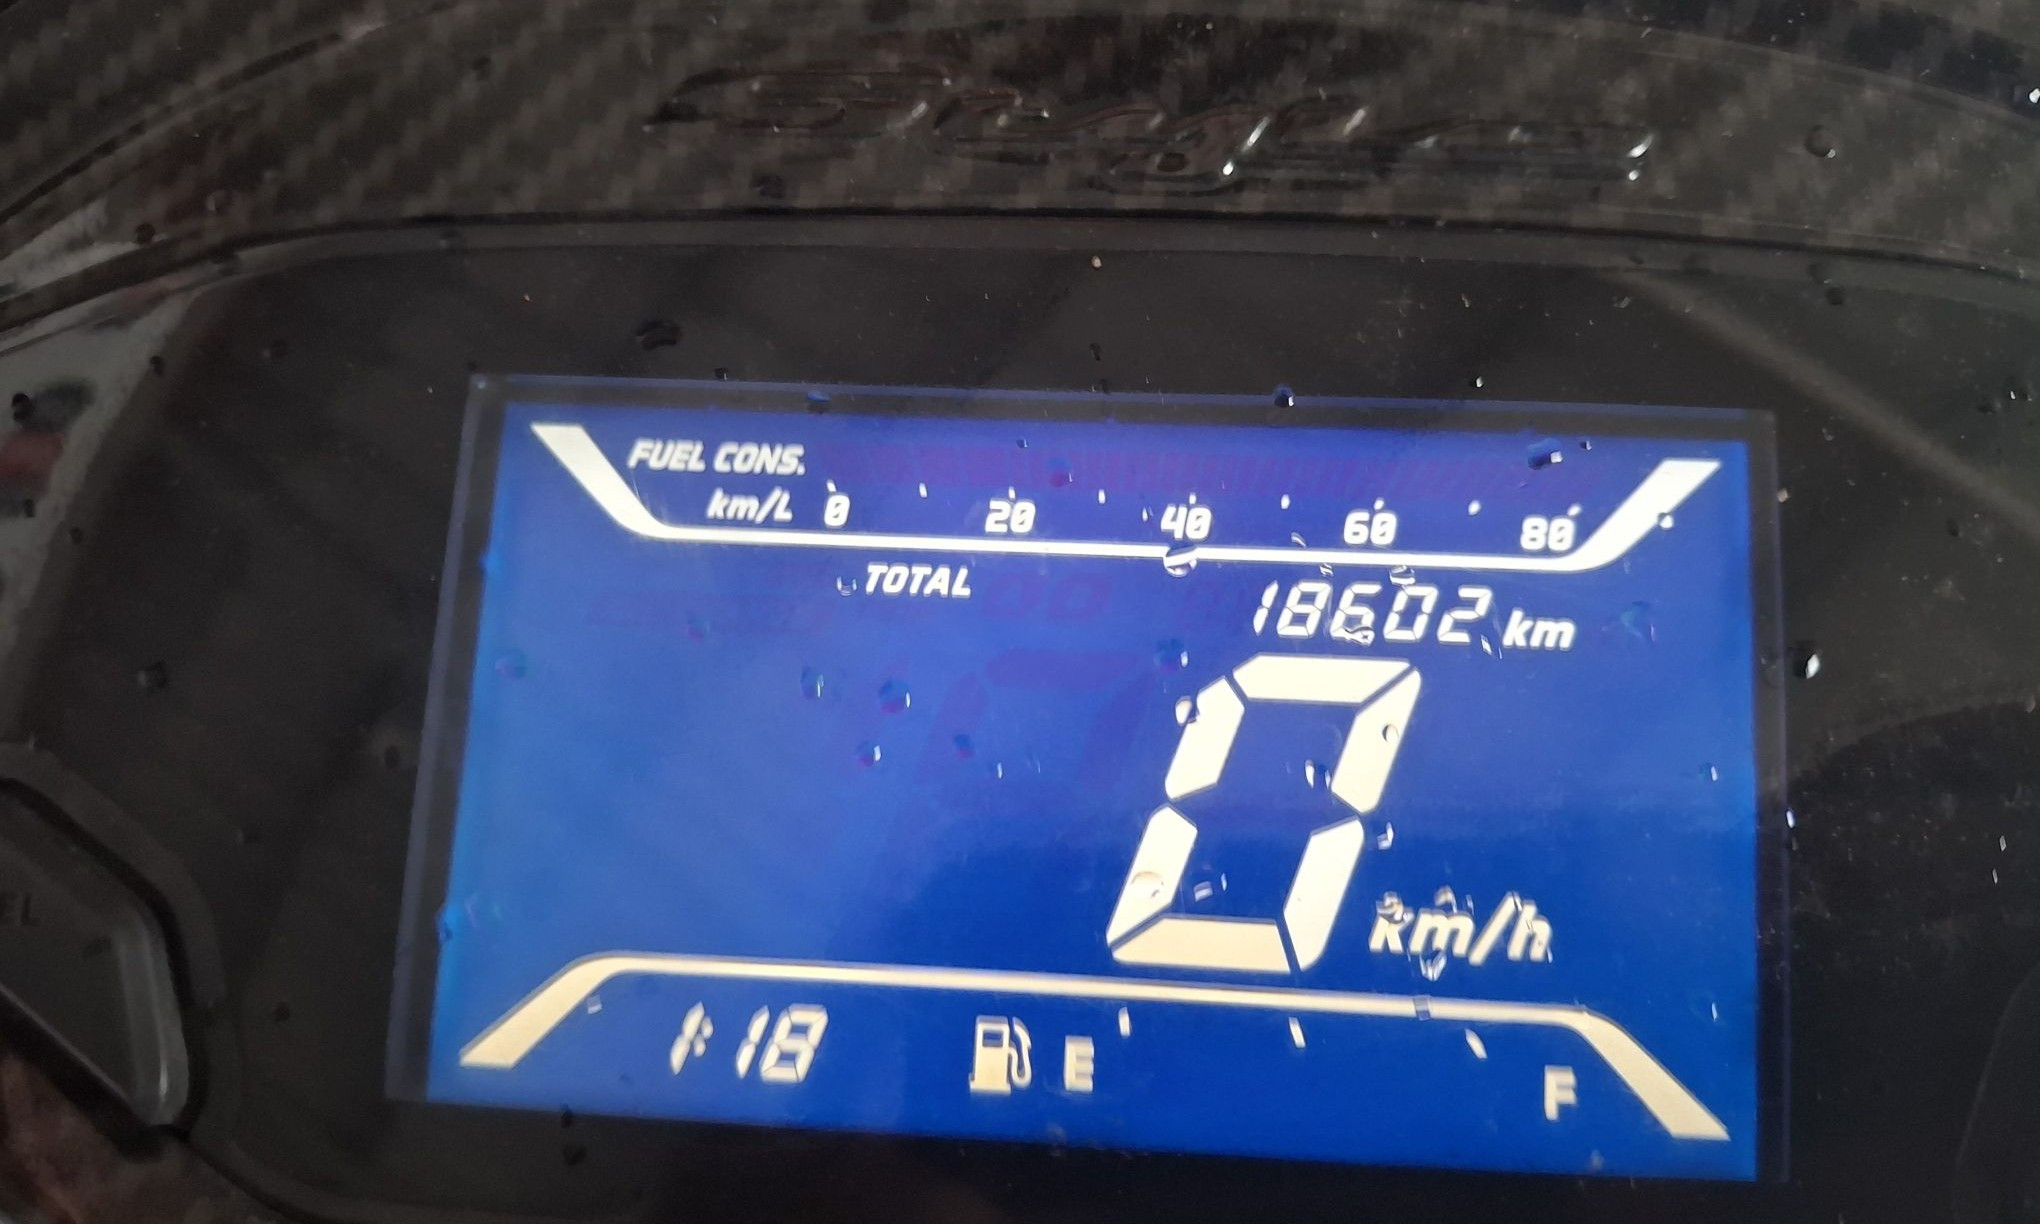 FUEL CONS.
km/L 0 20 40 60 80
TOTAL 18602 km
0 km/h
1:18 E F